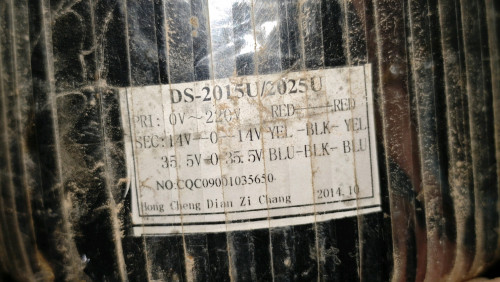 DS-2015U/2025U
PRI: 0V~220V RED——RED
SEC: 14V-0-14V YEL-BLK-YEL
35.5V-0-35.5V BLU-BLK-BLU
NO:CQC09001035650
Hong Cheng Dian Zi Chang 2014.10